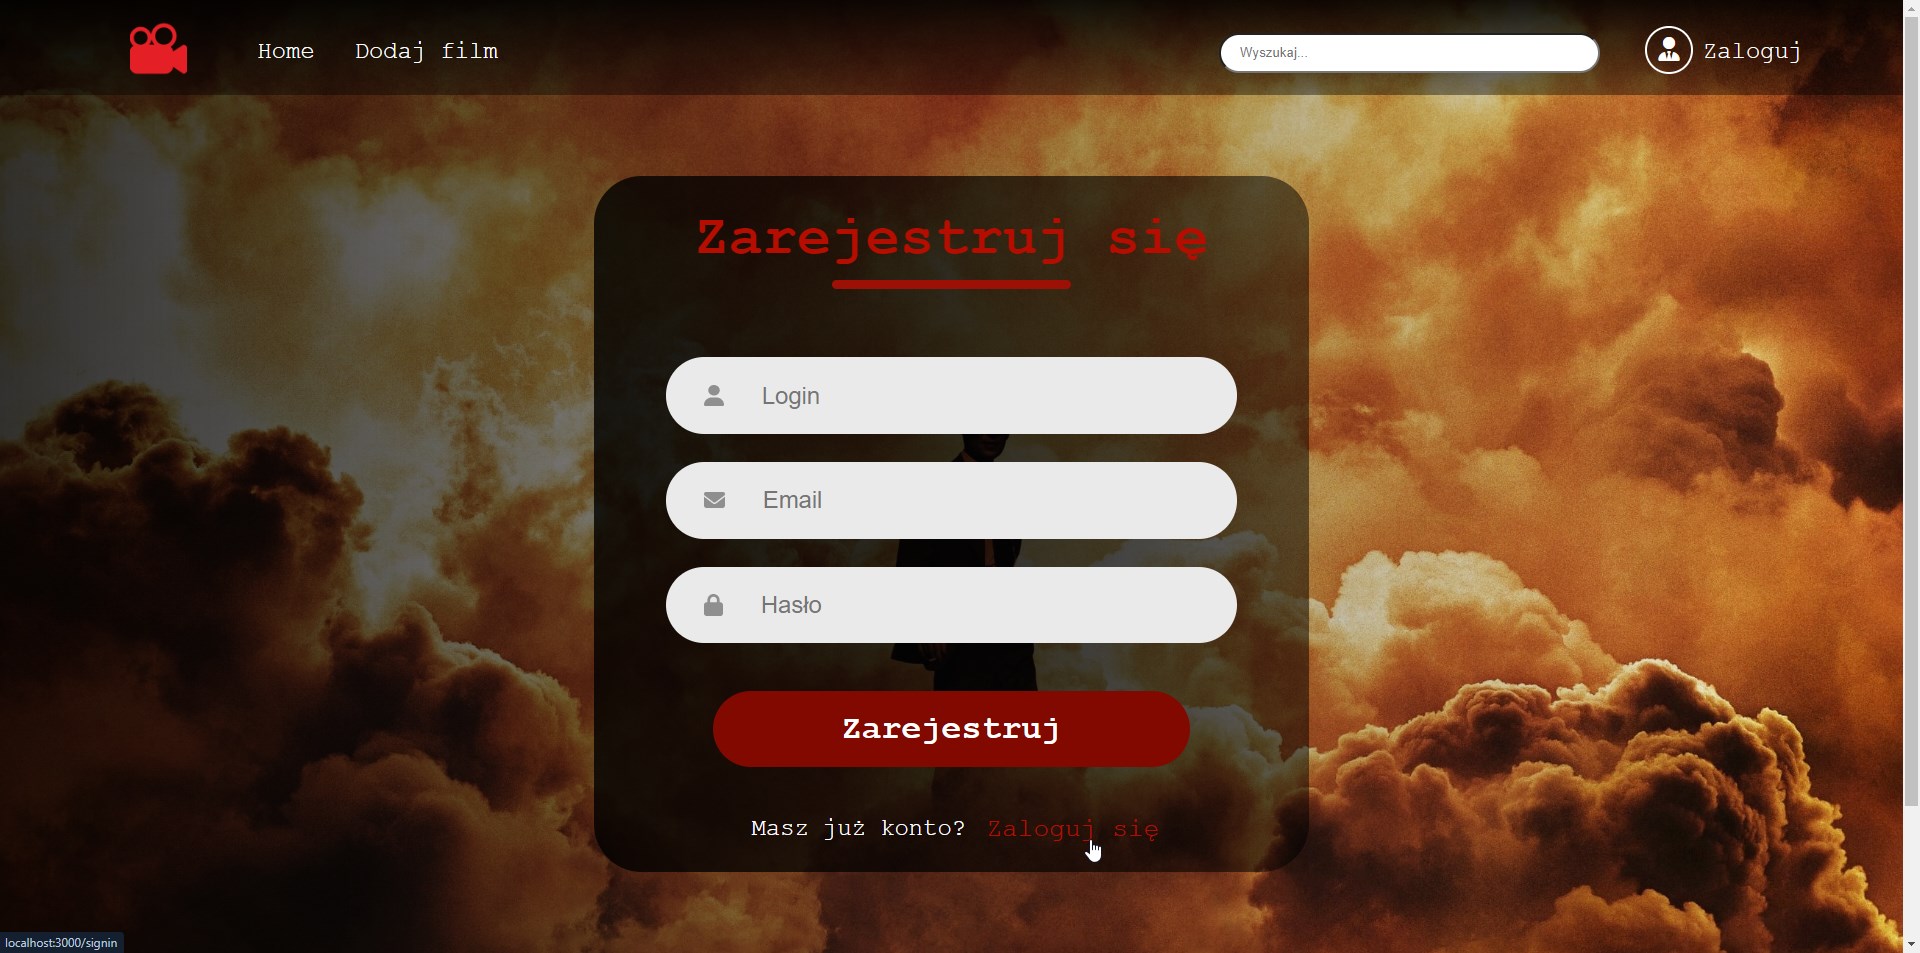 Home Dodaj film Wyszukaj... Zaloguj
Zarejestruj się
Login
Email
Hasło
Zarejestruj
Masz już konto? Zaloguj się
localhost:3000/signin